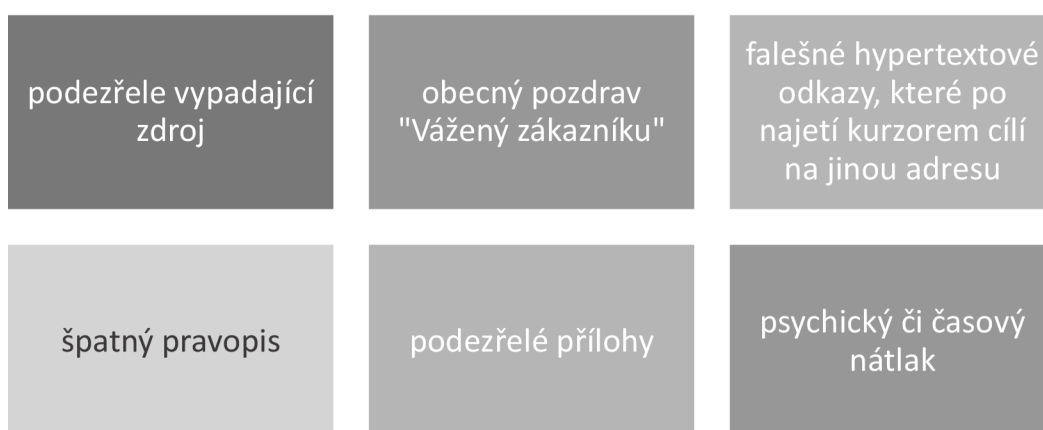 podezřele vypadající
zdroj
obecný pozdrav
"Vážený zákazníku"
falešné hypertextové
odkazy, které po
najetí kurzorem cílí
na jinou adresu
špatný pravopis
podezřelé přílohy
psychický či časový
nátlak